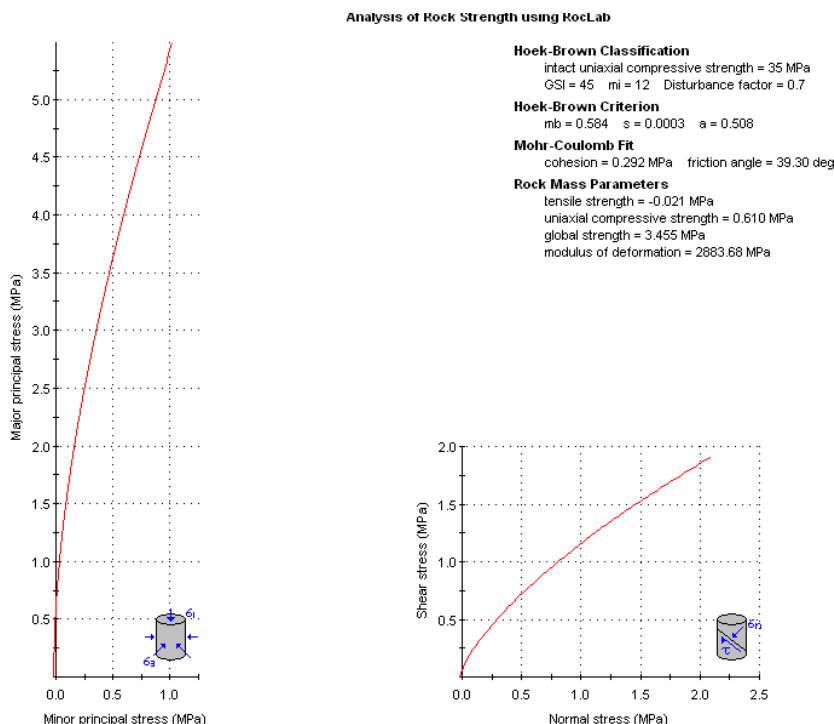 Analysis of Rock Strength using RocLab
Hoek-Brown Classification
intact uniaxial compressive strength = 35 MPa
GSI = 45 mi = 12 Disturbance factor = 0.7
Hoek-Brown Criterion
mb = 0.584 s = 0.0003 a = 0.508
Mohr-Coulomb Fit
cohesion = 0.292 MPa friction angle = 39.30 deg
Rock Mass Parameters
tensile strength = -0.021 MPa
uniaxial compressive strength = 0.610 MPa
global strength = 3.455 MPa
modulus of deformation = 2883.68 MPa
Major principal stress (MPa)
5.0
4.5
4.0
3.5
3.0
2.5
2.0
1.5
1.0
0.5
0.0 0.5 1.0
Minor principal stress (MPa)
σ1
σ3
Shear stress (MPa)
2.0
1.5
1.0
0.5
0.0 0.5 1.0 1.5 2.0 2.5
Normal stress (MPa)
σn
τ